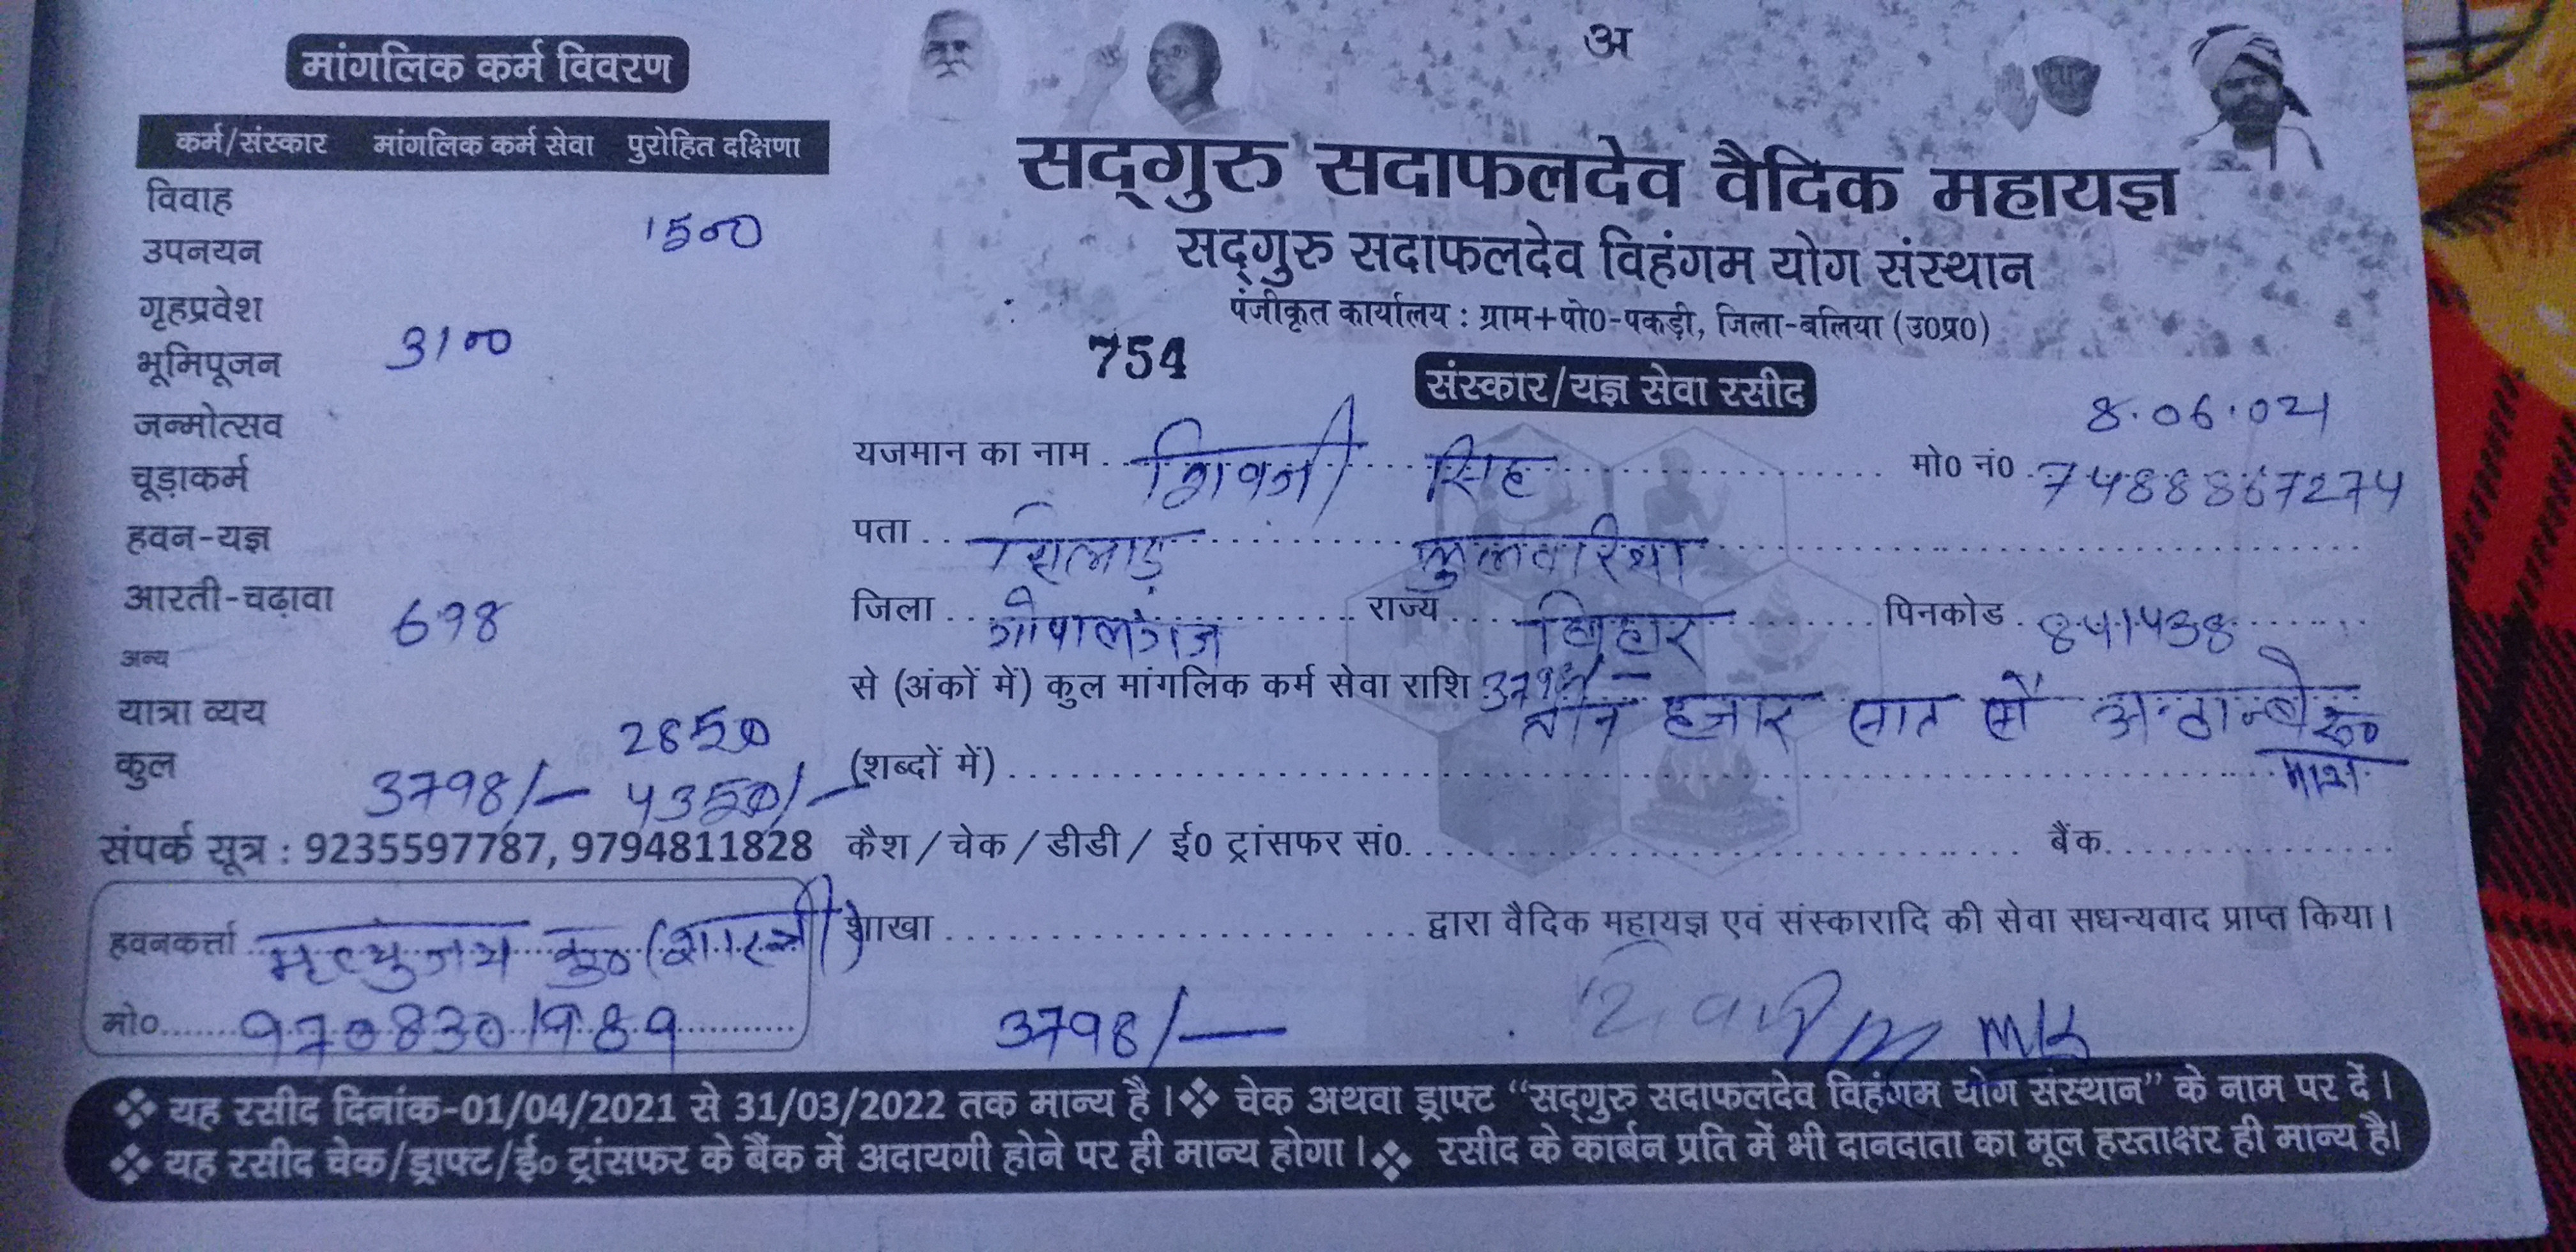 मांगलिक कर्म विवरण
कर्म/संस्कार मांगलिक कर्म सेवा पुरोहित दक्षिणा
विवाह
1500
उपनयन
गृहप्रवेश
3100
भूमिपूजन
जन्मोत्सव
चूड़ाकर्म
हवन-यज्ञ
आरती-चढ़ावा
698
अन्य
यात्रा व्यय
2850
कुल
3798/- 4350/-
संपर्क सूत्र : 9235597787, 9794811828
हवनकर्त्ता मृत्युंजय कु० (शास्त्री)
मो० 9708301989
अ
सद्‌गुरु सदाफलदेव वैदिक महायज्ञ
सद्‌गुरु सदाफलदेव विहंगम योग संस्थान
पंजीकृत कार्यालय : ग्राम+पो0-पकड़ी, जिला-बलिया (उ0प्र0)
754
संस्कार/यज्ञ सेवा रसीद
8.06.021
यजमान का नाम शिवजी सिंह मो0 नं0 7488867274
पता
जिला गोपालगंज राज्य बिहार पिनकोड 841438
से (अंकों में) कुल मांगलिक कर्म सेवा राशि
तीन हजार सात सौ अन्ठान्बे रु० मात्र
(शब्दों में)
कैश / चेक / डीडी / ई0 ट्रांसफर सं0 बैंक
शाखा द्वारा वैदिक महायज्ञ एवं संस्कारादि की सेवा सधन्यवाद प्राप्त किया।
3798/-
❖ यह रसीद दिनांक-01/04/2021 से 31/03/2022 तक मान्य है। ❖ चेक अथवा ड्राफ्ट "सद्‌गुरु सदाफलदेव विहंगम योग संस्थान" के नाम पर दें।
❖ यह रसीद चेक/ड्राफ्ट/ई० ट्रांसफर के बैंक में अदायगी होने पर ही मान्य होगा। ❖ रसीद के कार्बन प्रति में भी दानदाता का मूल हस्ताक्षर ही मान्य है।